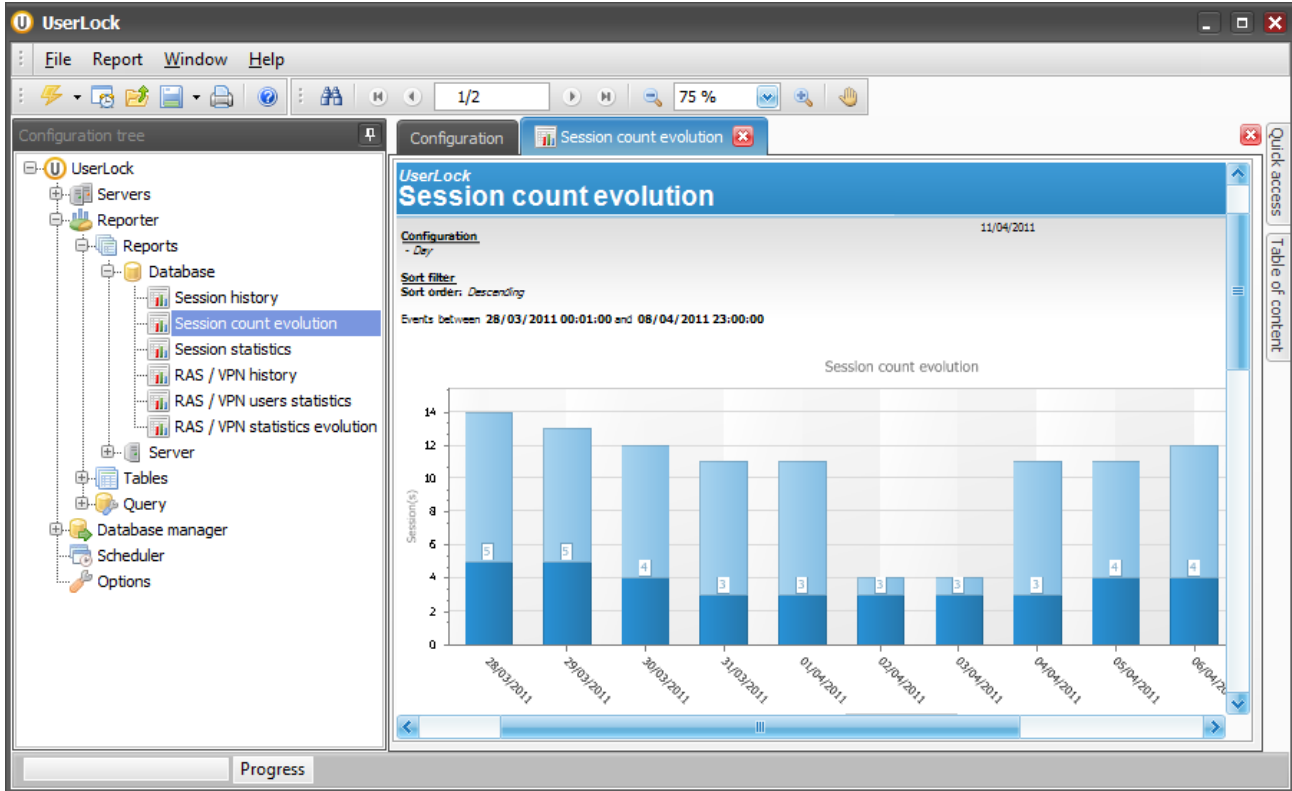 UserLock
File Report Window Help
1/2 75 %
Configuration tree
UserLock
Servers
Reporter
Reports
Database
Session history
Session count evolution
Session statistics
RAS / VPN history
RAS / VPN users statistics
RAS / VPN statistics evolution
Server
Tables
Query
Database manager
Scheduler
Options
Configuration Session count evolution
UserLock
Session count evolution
11/04/2011
Configuration
- Day
Sort filter
Sort order: Descending
Events between 28/03/2011 00:01:00 and 08/04/2011 23:00:00
Session count evolution
Session(s)
14
12
10
8
6
4
2
0
5 5 4 3 3 3 3 3 4 4
28/03/2011 29/03/2011 30/03/2011 31/03/2011 01/04/2011 02/04/2011 03/04/2011 04/04/2011 05/04/2011 06/04/20
Quick access
Table of content
Progress